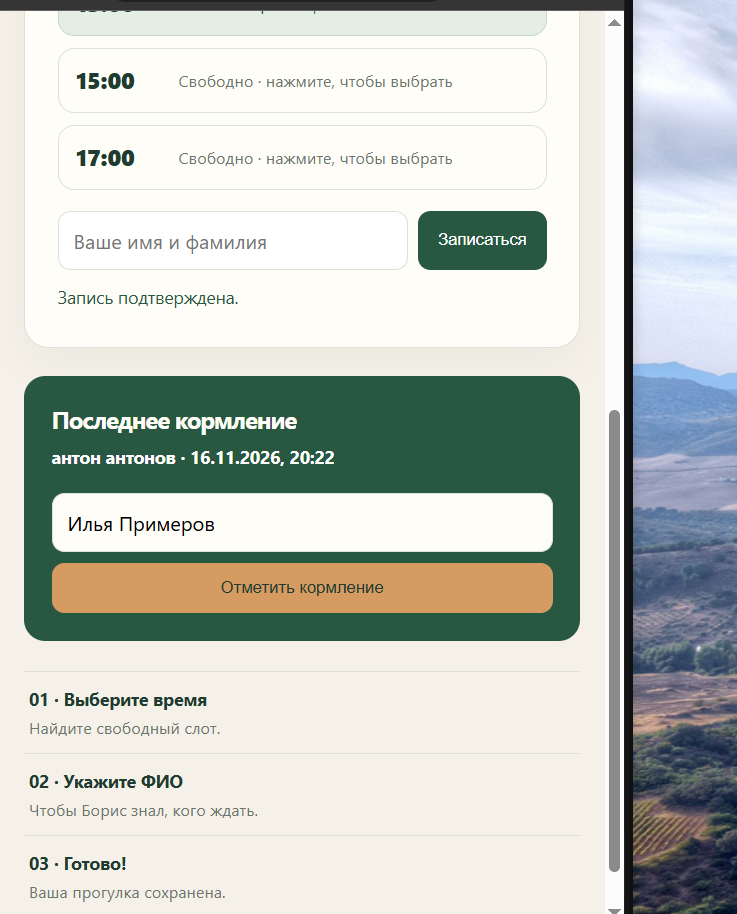 15:00 Свободно · нажмите, чтобы выбрать
17:00 Свободно · нажмите, чтобы выбрать
Ваше имя и фамилия Записаться
Запись подтверждена.
Последнее кормление
антон антонов · 16.11.2026, 20:22
Илья Примеров
Отметить кормление
01 · Выберите время
Найдите свободный слот.
02 · Укажите ФИО
Чтобы Борис знал, кого ждать.
03 · Готово!
Ваша прогулка сохранена.